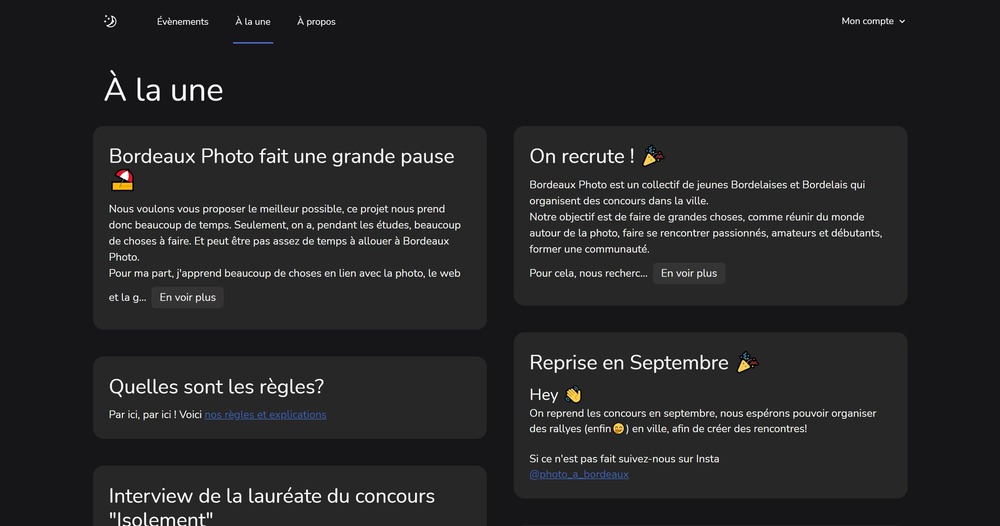 Évènements
À la une
À propos
Mon compte
À la une
Bordeaux Photo fait une grande pause
Nous voulons vous proposer le meilleur possible, ce projet nous prend
donc beaucoup de temps. Seulement, on a, pendant les études, beaucoup
de choses à faire. Et peut être pas assez de temps à allouer à Bordeaux
Photo.
Pour ma part, j'apprend beaucoup de choses en lien avec la photo, le web
et la g... En voir plus
Quelles sont les règles?
Par ici, par ici ! Voici nos règles et explications
Interview de la lauréate du concours
"Isolement"
On recrute ! 🎉
Bordeaux Photo est un collectif de jeunes Bordelaises et Bordelais qui
organisent des concours dans la ville.
Notre objectif est de faire de grandes choses, comme réunir du monde
autour de la photo, faire se rencontrer passionnés, amateurs et débutants,
former une communauté.
Pour cela, nous recherc... En voir plus
Reprise en Septembre 🎉
Hey 👋
On reprend les concours en septembre, nous espérons pouvoir organiser
des rallyes (enfin😄) en ville, afin de créer des rencontres!
Si ce n'est pas fait suivez-nous sur Insta
@photo_a_bordeaux